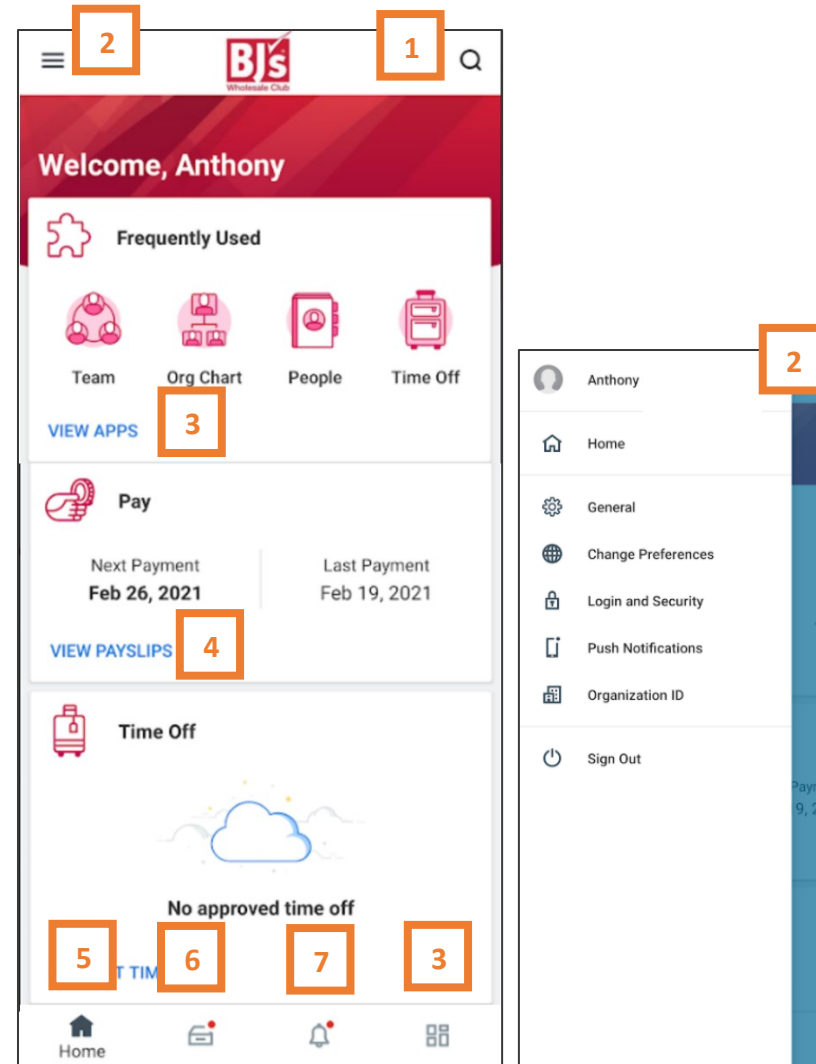 2
1
BJ's
Wholesale Club
Welcome, Anthony
Frequently Used
Team Org Chart People Time Off
VIEW APPS
3
Pay
Next Payment Last Payment
Feb 26, 2021 Feb 19, 2021
VIEW PAYSLIPS
4
Time Off
No approved time off
5
T TIM
6
7
3
Home
2
Anthony
Home
General
Change Preferences
Login and Security
Push Notifications
Organization ID
Sign Out
9, 2